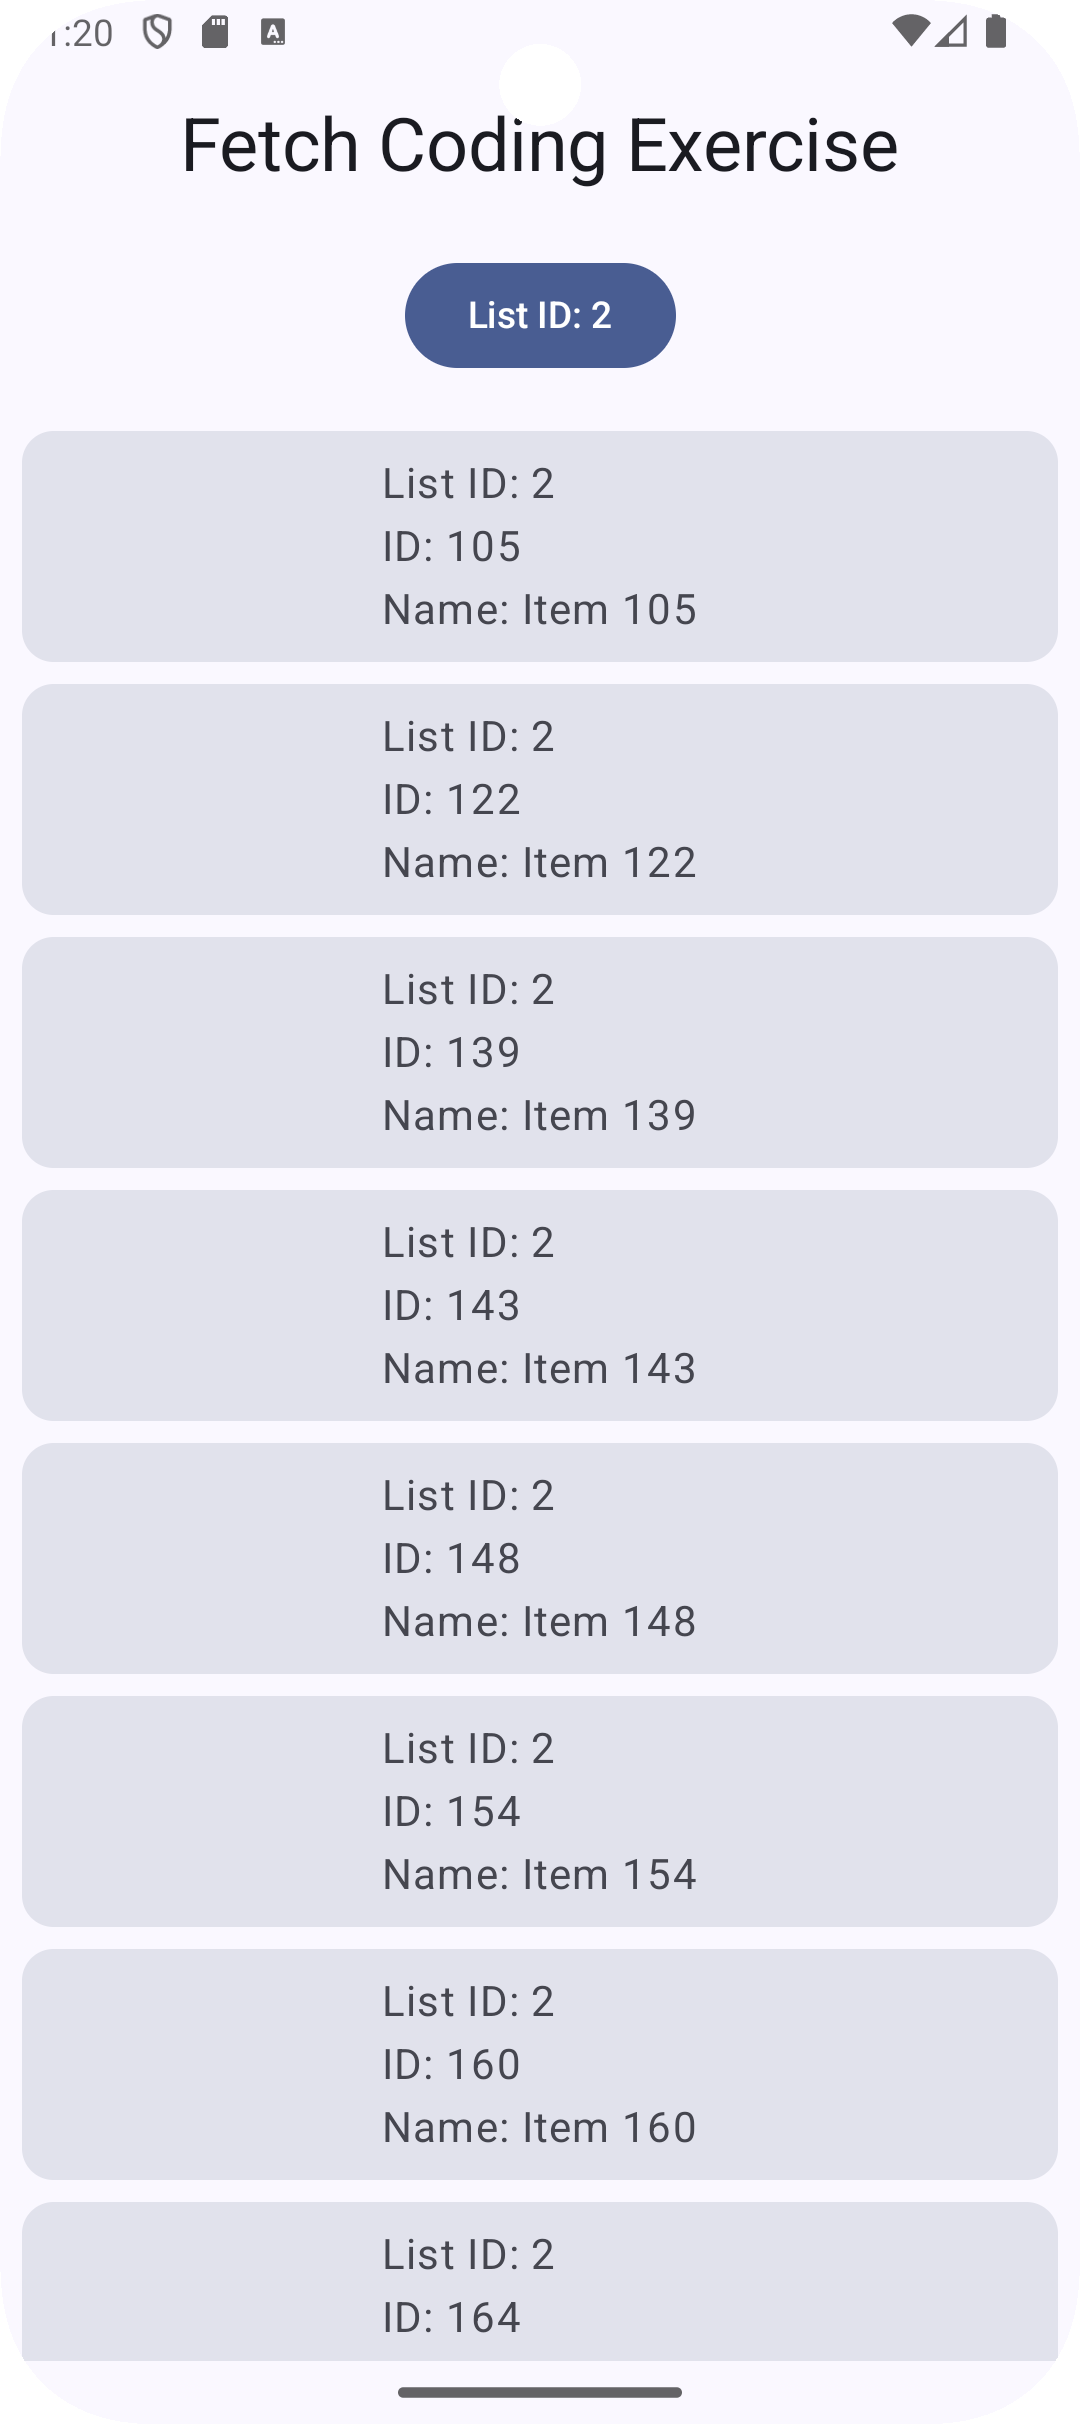 :20
Fetch Coding Exercise
List ID: 2
List ID: 2
ID: 105
Name: Item 105
List ID: 2
ID: 122
Name: Item 122
List ID: 2
ID: 139
Name: Item 139
List ID: 2
ID: 143
Name: Item 143
List ID: 2
ID: 148
Name: Item 148
List ID: 2
ID: 154
Name: Item 154
List ID: 2
ID: 160
Name: Item 160
List ID: 2
ID: 164